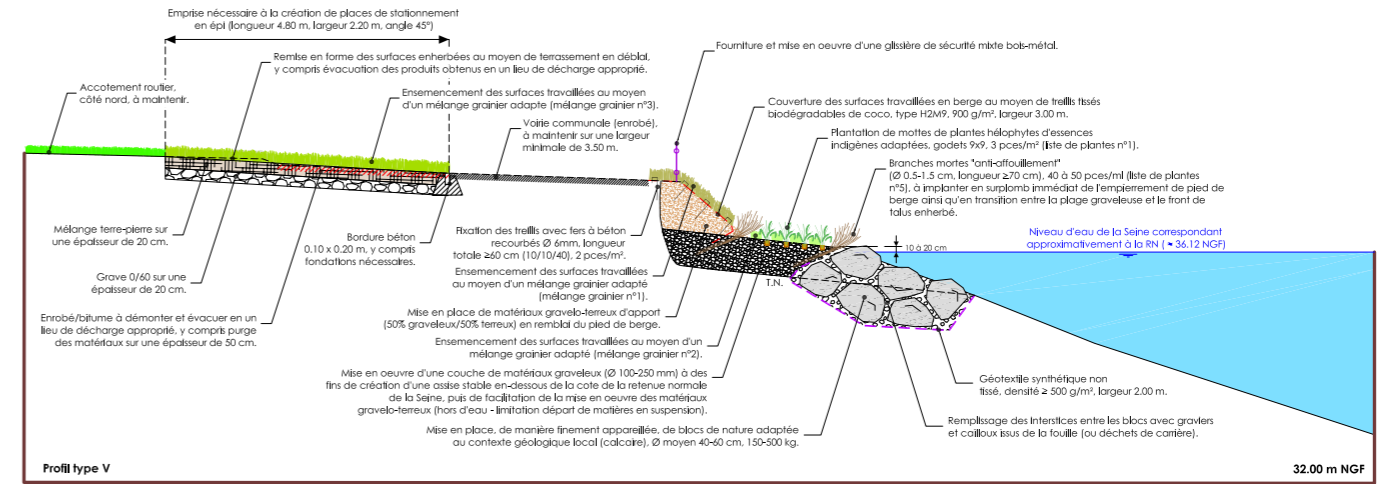 Emprise nécessaire à la création de places de stationnement
en épi (longueur 4.80 m, largeur 2.20 m, angle 45°)
Remise en forme des surfaces enherbées au moyen de terrassement en déblai,
y compris évacuation des produits obtenus en un lieu de décharge approprié.
Accotement routier,
côté nord, à maintenir.
Ensemencement des surfaces travaillées au moyen
d'un mélange grainier adapte (mélange grainier n°3).
Voirie communale (enrobé),
à maintenir sur une largeur
minimale de 3.50 m.
Fourniture et mise en oeuvre d'une glissière de sécurité mixte bois-métal.
Couverture des surfaces travaillées en berge au moyen de treillis tissés
biodégradables de coco, type H2M9, 900 g/m², largeur 3.00 m.
Plantation de mottes de plantes hélophytes d'essences
indigènes adaptées, godets 9x9, 3 pces/m² (liste de plantes n°1).
Branches mortes "anti-affouillement"
(Ø 0.5-1.5 cm, longueur ≥70 cm), 40 à 50 pces/ml (liste de plantes
n°5), à implanter en surplomb immédiat de l'empierrement de pied de
berge ainsi qu'en transition entre la plage graveleuse et le front de
talus enherbé.
Niveau d'eau de la Seine correspondant
approximativement à la RN ( ≈ 36.12 NGF)
10 à 20 cm
T.N.
Mélange terre-pierre sur
une épaisseur de 20 cm.
Grave 0/60 sur une
épaisseur de 20 cm.
Enrobé/bitume à démonter et évacuer en un
lieu de décharge approprié, y compris purge
des matériaux sur une épaisseur de 50 cm.
Bordure béton
0.10 x 0.20 m, y compris
fondations nécessaires.
Fixation des treillis avec fers à béton
recourbés Ø 6mm, longueur
totale ≥60 cm (10/10/40), 2 pces/m².
Ensemencement des surfaces travaillées
au moyen d'un mélange grainier adapté
(mélange grainier n°1).
Mise en place de matériaux gravelo-terreux d'apport
(50% graveleux/50% terreux) en remblai du pied de berge.
Ensemencement des surfaces travaillées au moyen d'un
mélange grainier adapté (mélange grainier n°2).
Mise en oeuvre d'une couche de matériaux graveleux (Ø 100-250 mm) à des
fins de création d'une assise stable en-dessous de la cote de la retenue normale
de la Seine, puis de facilitation de la mise en oeuvre des matériaux
gravelo-terreux (hors d'eau - limitation départ de matières en suspension).
Mise en place, de manière finement appareillée, de blocs de nature adaptée
au contexte géologique local (calcaire), Ø moyen 40-60 cm, 150-500 kg.
Géotextile synthétique non
tissé, densité ≥ 500 g/m², largeur 2.00 m.
Remplissage des interstices entre les blocs avec graviers
et cailloux issus de la fouille (ou déchets de carrière).
Profil type V
32.00 m NGF